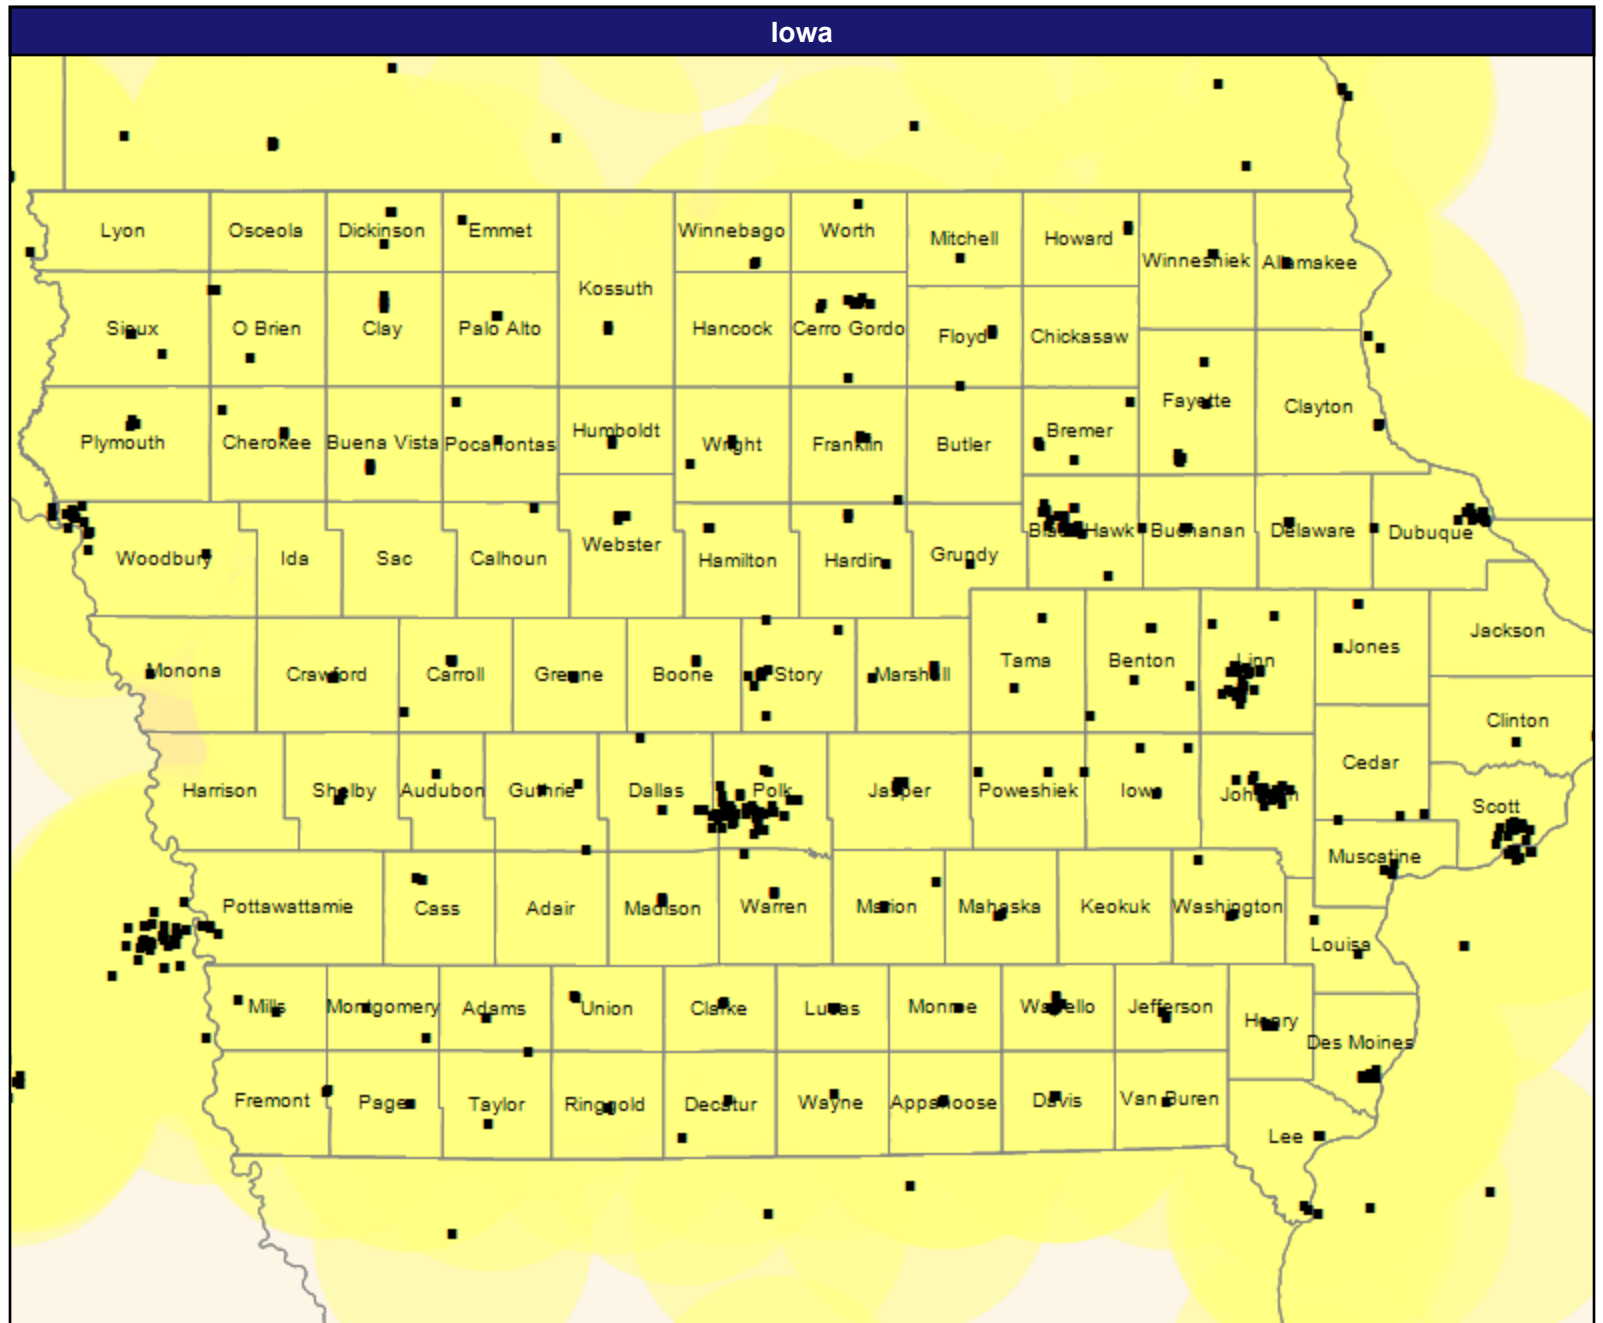 Iowa
Lyon
Osceola
Dickinson
Emmet
Winnebago
Worth
Mitchell
Howard
Winneshiek
Allamakee
Kossuth
Sioux
O Brien
Clay
Palo Alto
Hancock
Cerro Gordo
Floyd
Chickasaw
Fayette
Clayton
Plymouth
Cherokee
Buena Vista
Pocahontas
Humboldt
Wright
Franklin
Butler
Bremer
Woodbury
Ida
Sac
Calhoun
Webster
Hamilton
Hardin
Grundy
Black Hawk
Buchanan
Delaware
Dubuque
Monona
Crawford
Carroll
Greene
Boone
Story
Marshall
Tama
Benton
Linn
Jones
Jackson
Clinton
Harrison
Shelby
Audubon
Guthrie
Dallas
Polk
Jasper
Poweshiek
Iowa
Johnson
Cedar
Scott
Muscatine
Pottawattamie
Cass
Adair
Madison
Warren
Marion
Mahaska
Keokuk
Washington
Louisa
Mills
Montgomery
Adams
Union
Clarke
Lucas
Monroe
Wapello
Jefferson
Henry
Des Moines
Fremont
Page
Taylor
Ringgold
Decatur
Wayne
Appanoose
Davis
Van Buren
Lee